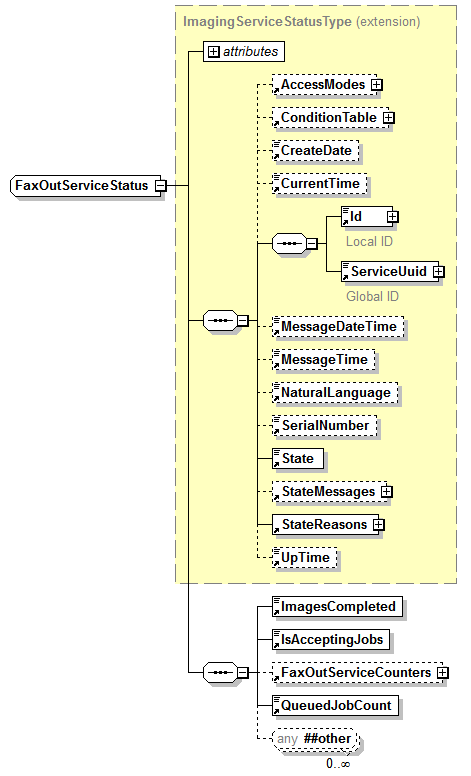 ImagingServiceStatusType (extension)
attributes
AccessModes
ConditionTable
CreateDate
CurrentTime
FaxOutServiceStatus
Id
Local ID
ServiceUuid
Global ID
MessageDateTime
MessageTime
NaturalLanguage
SerialNumber
State
StateMessages
StateReasons
UpTime
ImagesCompleted
IsAcceptingJobs
FaxOutServiceCounters
QueuedJobCount
any ##other
0..∞